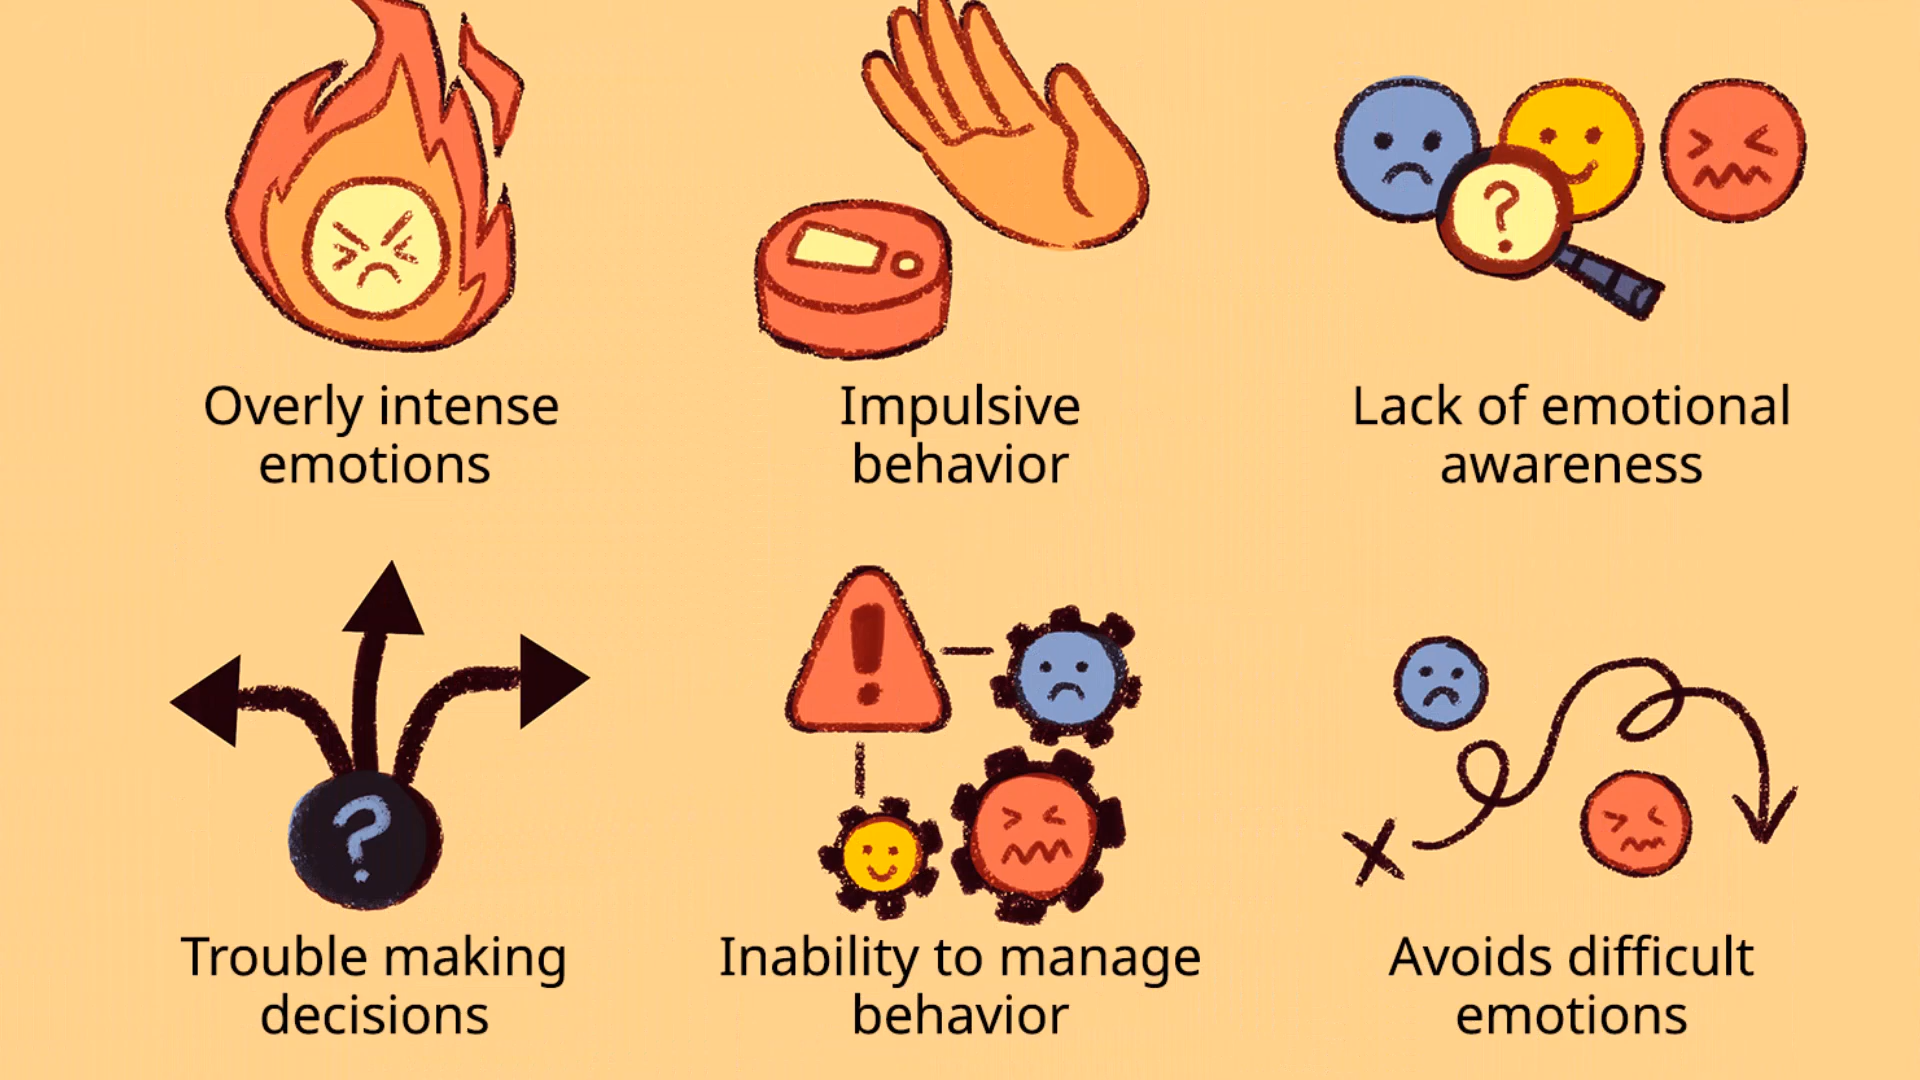 Overly intense
emotions
Impulsive
behavior
Lack of emotional
awareness
?
Trouble making
decisions
?
Inability to manage
behavior
!
Avoids difficult
emotions